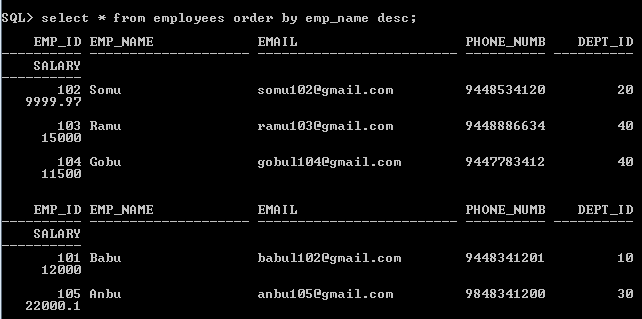 SQL> select * from employees order by emp_name desc;
EMP_ID EMP_NAME EMAIL PHONE_NUMB DEPT_ID
SALARY
102 Somu somu102@gmail.com 9448534120 20
9999.97
103 Ramu ramu103@gmail.com 9448886634 40
15000
104 Gobu gobul104@gmail.com 9447783412 40
11500
EMP_ID EMP_NAME EMAIL PHONE_NUMB DEPT_ID
SALARY
101 Babu babul102@gmail.com 9448341201 10
12000
105 Anbu anbu105@gmail.com 9848341200 30
22000.1